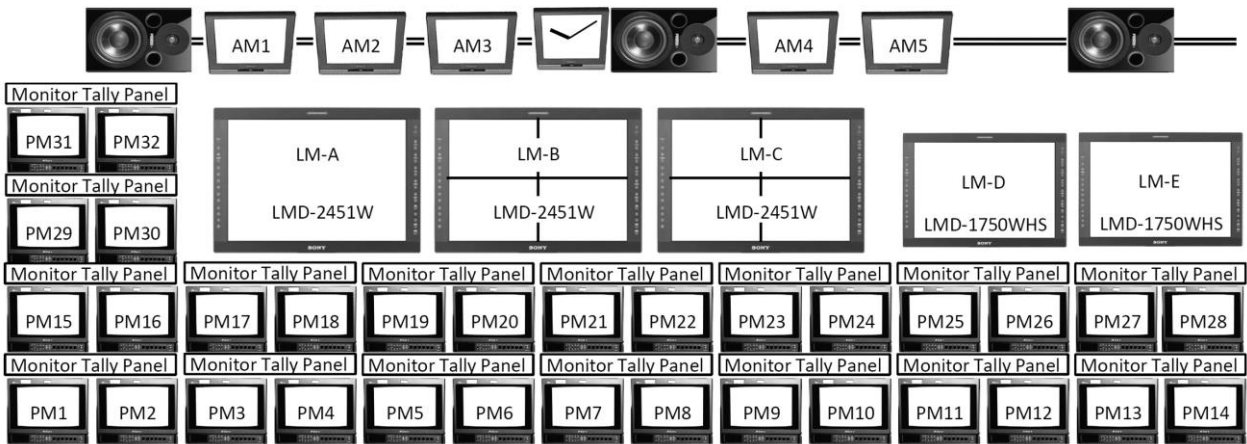 AM1 AM2 AM3 AM4 AM5
Monitor Tally Panel
PM31 PM32
LM-A LM-B LM-C
LM-D LM-E
Monitor Tally Panel
LMD-2451W LMD-2451W LMD-2451W
LMD-1750WHS LMD-1750WHS
PM29 PM30
SONY SONY SONY SONY SONY
Monitor Tally Panel Monitor Tally Panel Monitor Tally Panel Monitor Tally Panel Monitor Tally Panel Monitor Tally Panel Monitor Tally Panel
PM15 PM16 PM17 PM18 PM19 PM20 PM21 PM22 PM23 PM24 PM25 PM26 PM27 PM28
Monitor Tally Panel Monitor Tally Panel Monitor Tally Panel Monitor Tally Panel Monitor Tally Panel Monitor Tally Panel Monitor Tally Panel
PM1 PM2 PM3 PM4 PM5 PM6 PM7 PM8 PM9 PM10 PM11 PM12 PM13 PM14